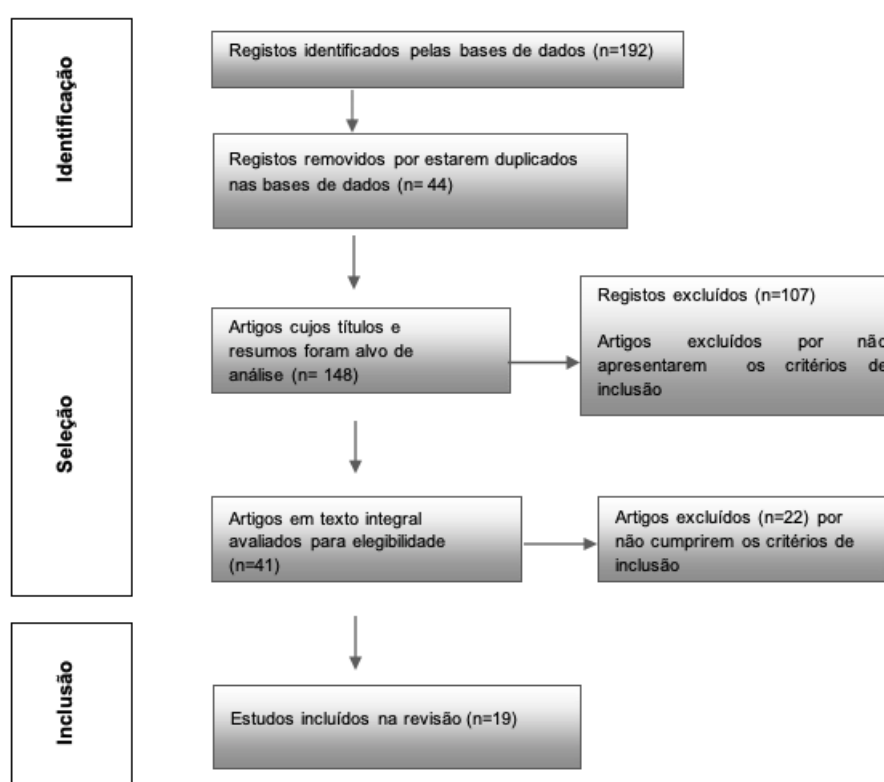 Identificação
Registos identificados pelas bases de dados (n=192)
Registos removidos por estarem duplicados
nas bases de dados (n= 44)
Seleção
Artigos cujos títulos e
resumos foram alvo de
análise (n= 148)
Registos excluídos (n=107)
Artigos excluídos por não
apresentarem os critérios de
inclusão
Artigos em texto integral
avaliados para elegibilidade
(n=41)
Artigos excluídos (n=22) por
não cumprirem os critérios de
inclusão
Inclusão
Estudos incluídos na revisão (n=19)